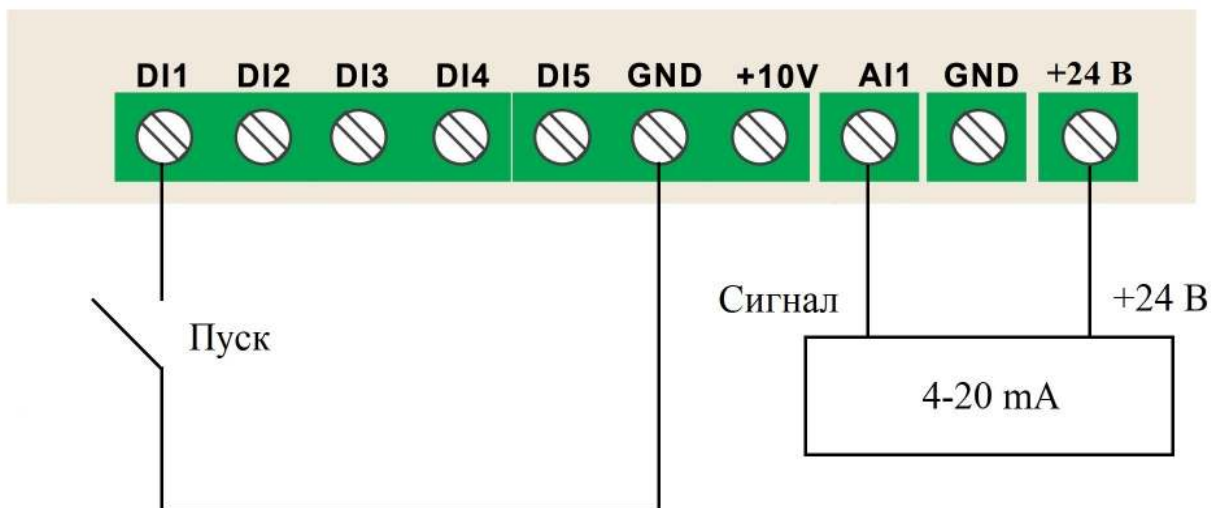 DI1 DI2 DI3 DI4 DI5 GND +10V AI1 GND +24 В
Сигнал +24 В
Пуск
4-20 mA